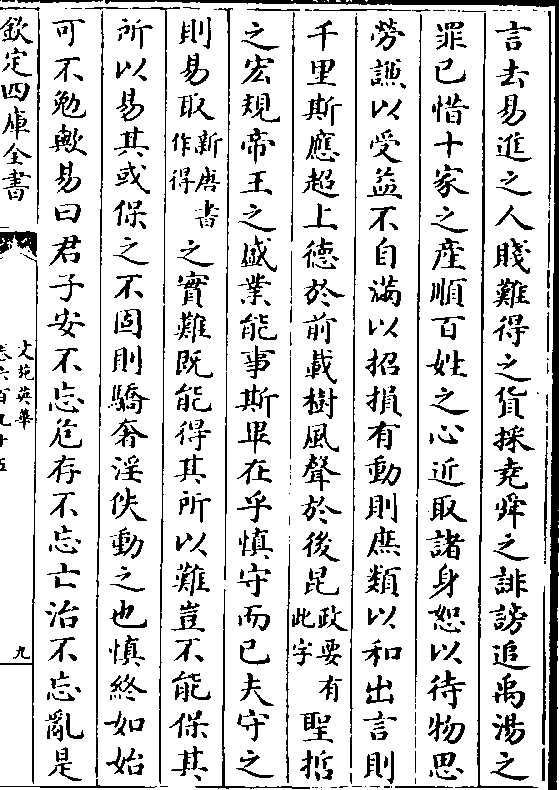 言去易進之人賤難得之貨採堯舜之誹謗追禹湯之
罪己惜十家之產順百姓之心近取諸身恕以待物思
勞謙以受益不自滿以招損有動則庶類以和出言則
千里斯應超上德於前載樹風聲於後昆政要有此字聖哲
之宏規帝王之盛業能事斯畢在乎慎守而已夫守之
則易取新唐書作得之實難既能得其所以難豈不能保其
所以易其或保之不固則驕奢淫佚動之也慎終如始
可不勉歟易曰君子安不忘危存不忘亡治不忘亂是
欽定四庫全書
文苑英華
卷六百九十五
九